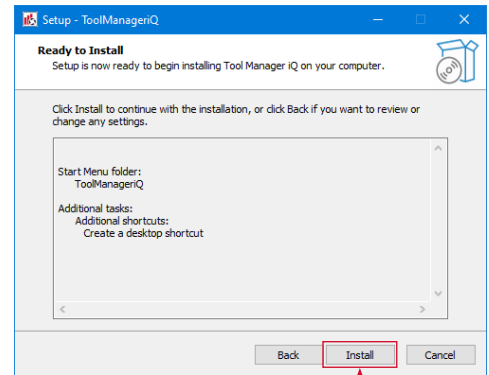 Setup - ToolManageriQ
Ready to Install
Setup is now ready to begin installing Tool Manager iQ on your computer.
Click Install to continue with the installation, or click Back if you want to review or
change any settings.
Start Menu folder:
ToolManageriQ
Additional tasks:
Additional shortcuts:
Create a desktop shortcut
Back
Install
Cancel